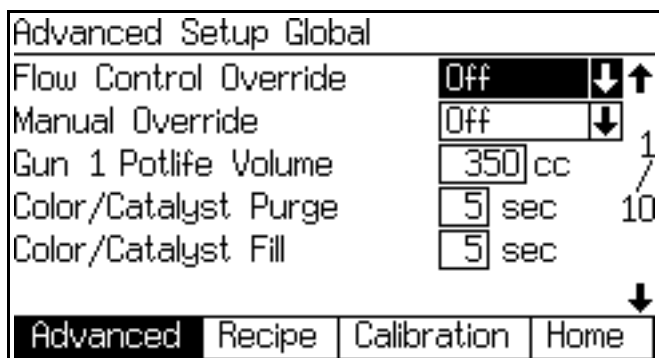 Advanced Setup Global
Flow Control Override Off
Manual Override Off
Gun 1 Potlife Volume 350 cc
Color/Catalyst Purge 5 sec
Color/Catalyst Fill 5 sec
1/10
Advanced Recipe Calibration Home